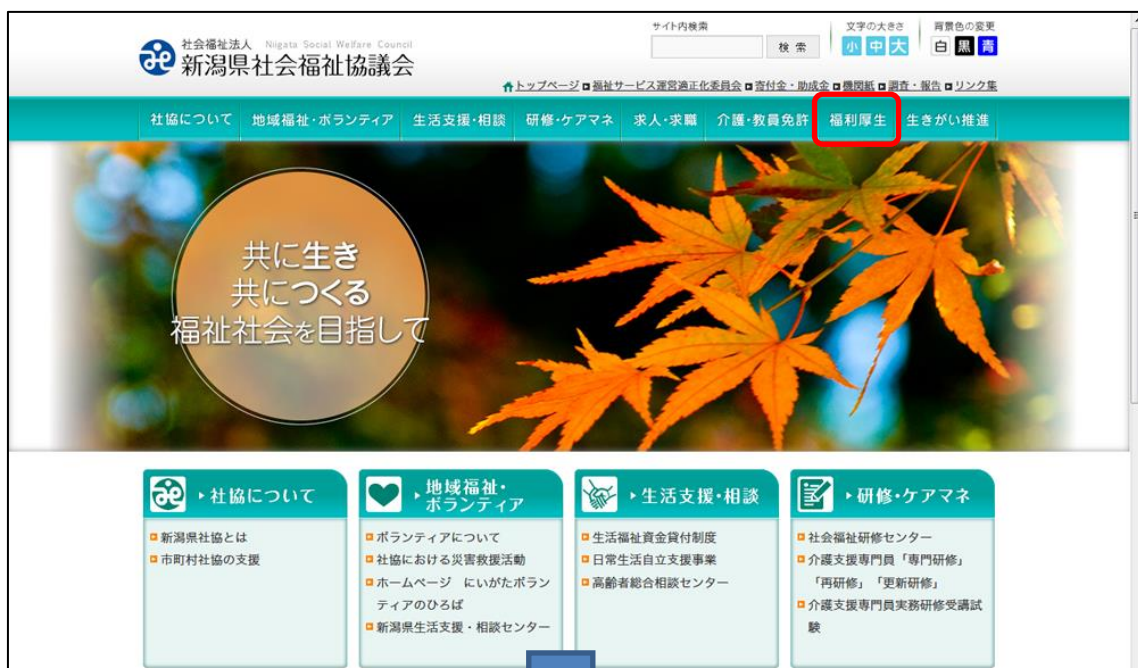 サイト内検索
文字の大きさ
背景色の変更
社会福祉法人 Niigata Social Welfare Council
新潟県社会福祉協議会
検 索
小 中 大
白 黒 青
トップページ 福祉サービス運営適正化委員会 寄付金・助成金 機関紙 調査・報告 リンク集
社協について 地域福祉・ボランティア 生活支援・相談 研修・ケアマネ 求人・求職 介護・教員免許 福利厚生 生きがい推進
共に生き
共につくる
福祉社会を目指して
社協について
新潟県社協とは
市町村社協の支援
地域福祉・
ボランティア
ボランティアについて
社協における災害救援活動
ホームページ にいがたボラン
ティアのひろば
新潟県生活支援・相談センター
生活支援・相談
生活福祉資金貸付制度
日常生活自立支援事業
高齢者総合相談センター
研修・ケアマネ
社会福祉研修センター
介護支援専門員「専門研修」
「再研修」「更新研修」
介護支援専門員実務研修受講試
験